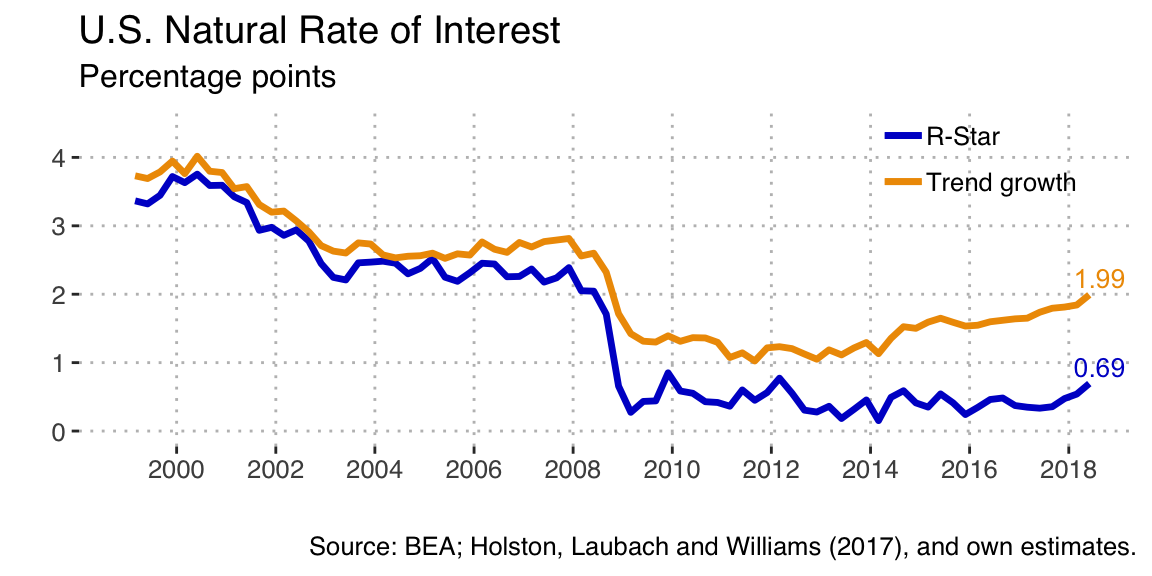 U.S. Natural Rate of Interest
Percentage points
R-Star
Trend growth
4
3
2
1
0
1.99
0.69
2000 2002 2004 2006 2008 2010 2012 2014 2016 2018
Source: BEA; Holston, Laubach and Williams (2017), and own estimates.